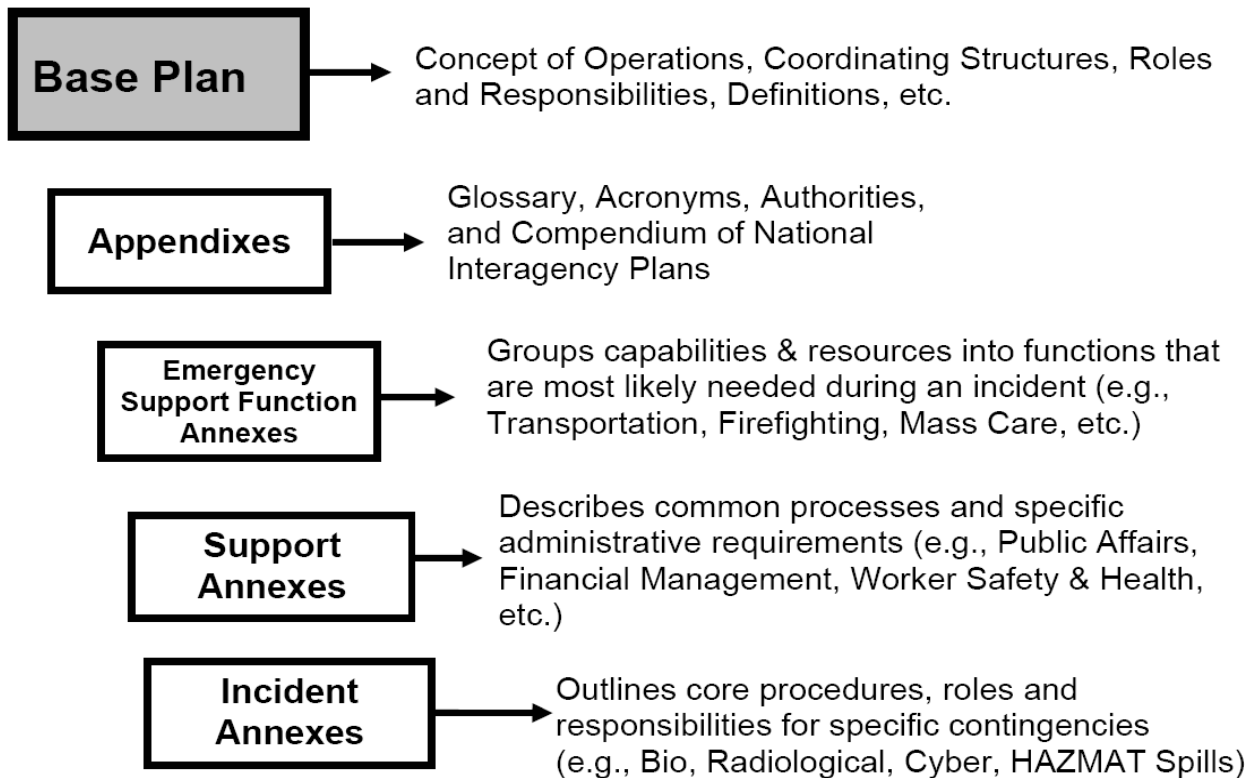 Base Plan
Concept of Operations, Coordinating Structures, Roles
and Responsibilities, Definitions, etc.
Appendixes
Glossary, Acronyms, Authorities,
and Compendium of National
Interagency Plans
Emergency
Support Function
Annexes
Groups capabilities & resources into functions that
are most likely needed during an incident (e.g.,
Transportation, Firefighting, Mass Care, etc.)
Support
Annexes
Describes common processes and specific
administrative requirements (e.g., Public Affairs,
Financial Management, Worker Safety & Health,
etc.)
Incident
Annexes
Outlines core procedures, roles and
responsibilities for specific contingencies
(e.g., Bio, Radiological, Cyber, HAZMAT Spills)